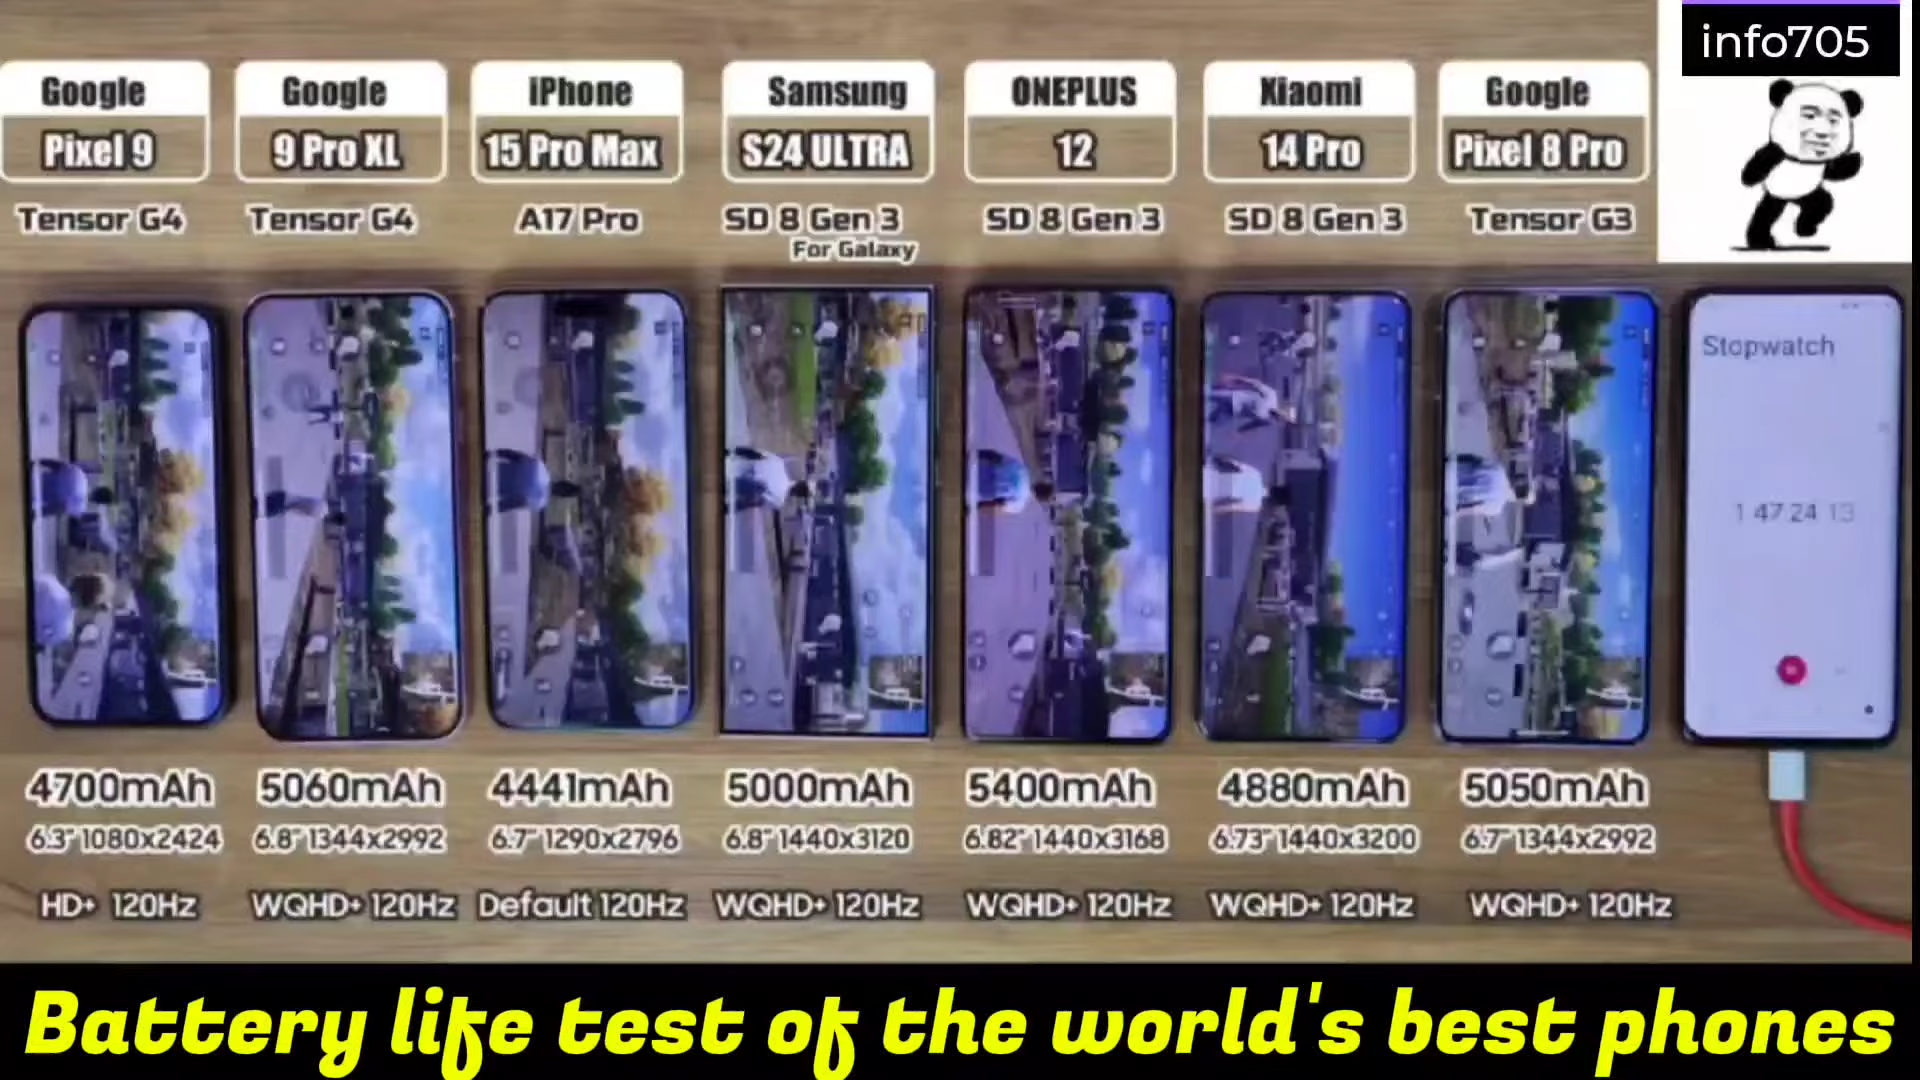 info705
Google
Pixel 9
Tensor G4
Google
9 Pro XL
Tensor G4
iPhone
15 Pro Max
A17 Pro
Samsung
S24 ULTRA
SD 8 Gen 3
For Galaxy
ONEPLUS
12
SD 8 Gen 3
Xiaomi
14 Pro
SD 8 Gen 3
Google
Pixel 8 Pro
Tensor G3
Stopwatch
1 47 24 13
4700mAh
6.3" 1080x2424
HD+ 120Hz
5060mAh
6.8" 1344x2992
WQHD+ 120Hz
4441mAh
6.7" 1290x2796
Default 120Hz
5000mAh
6.8" 1440x3120
WQHD+ 120Hz
5400mAh
6.82" 1440x3168
WQHD+ 120Hz
4880mAh
6.73" 1440x3200
WQHD+ 120Hz
5050mAh
6.7" 1344x2992
WQHD+ 120Hz
Battery life test of the world's best phones